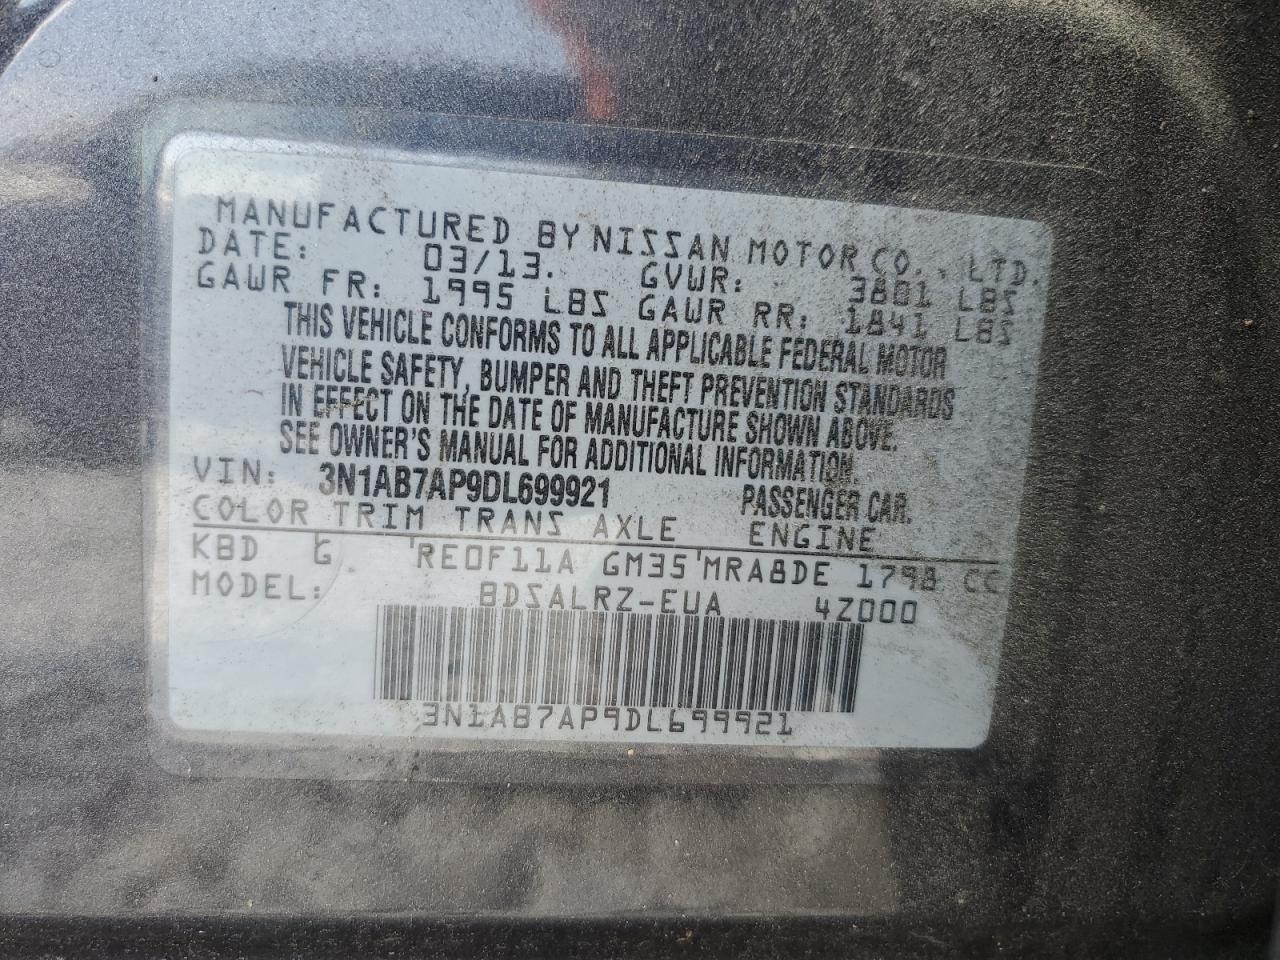 MANUFACTURED BY NISSAN MOTOR CO., LTD.
DATE: 03/13. GVWR: 3801 LBS
GAWR FR: 1995 LBS GAWR RR: 1841 LBS
THIS VEHICLE CONFORMS TO ALL APPLICABLE FEDERAL MOTOR
VEHICLE SAFETY, BUMPER AND THEFT PREVENTION STANDARDS
IN EFFECT ON THE DATE OF MANUFACTURE SHOWN ABOVE.
SEE OWNER'S MANUAL FOR ADDITIONAL INFORMATION.
VIN: 3N1AB7AP9DL699921 PASSENGER CAR.
COLOR TRIM TRANS AXLE ENGINE
KBD G RE0F11A GM35 MRA8DE 1798 CC
MODEL: BDSALRZ-EUA 4Z000
3N1AB7AP9DL699921